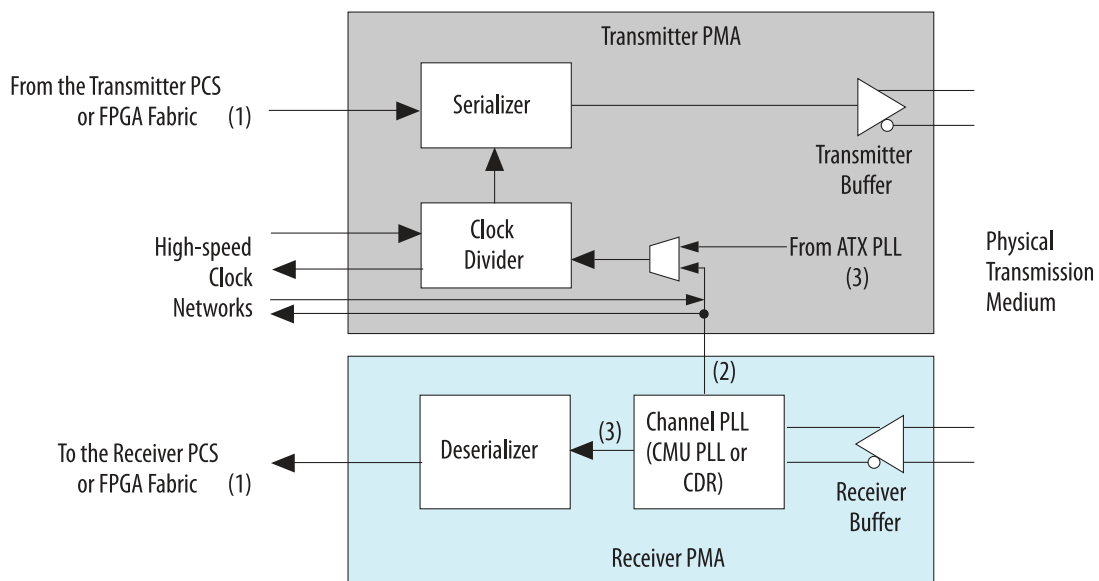 Transmitter PMA
From the Transmitter PCS
or FPGA Fabric (1)
Serializer
Transmitter
Buffer
High-speed
Clock
Networks
Clock
Divider
From ATX PLL
(3)
Physical
Transmission
Medium
(2)
To the Receiver PCS
or FPGA Fabric (1)
Deserializer
(3)
Channel PLL
(CMU PLL or
CDR)
Receiver
Buffer
Receiver PMA